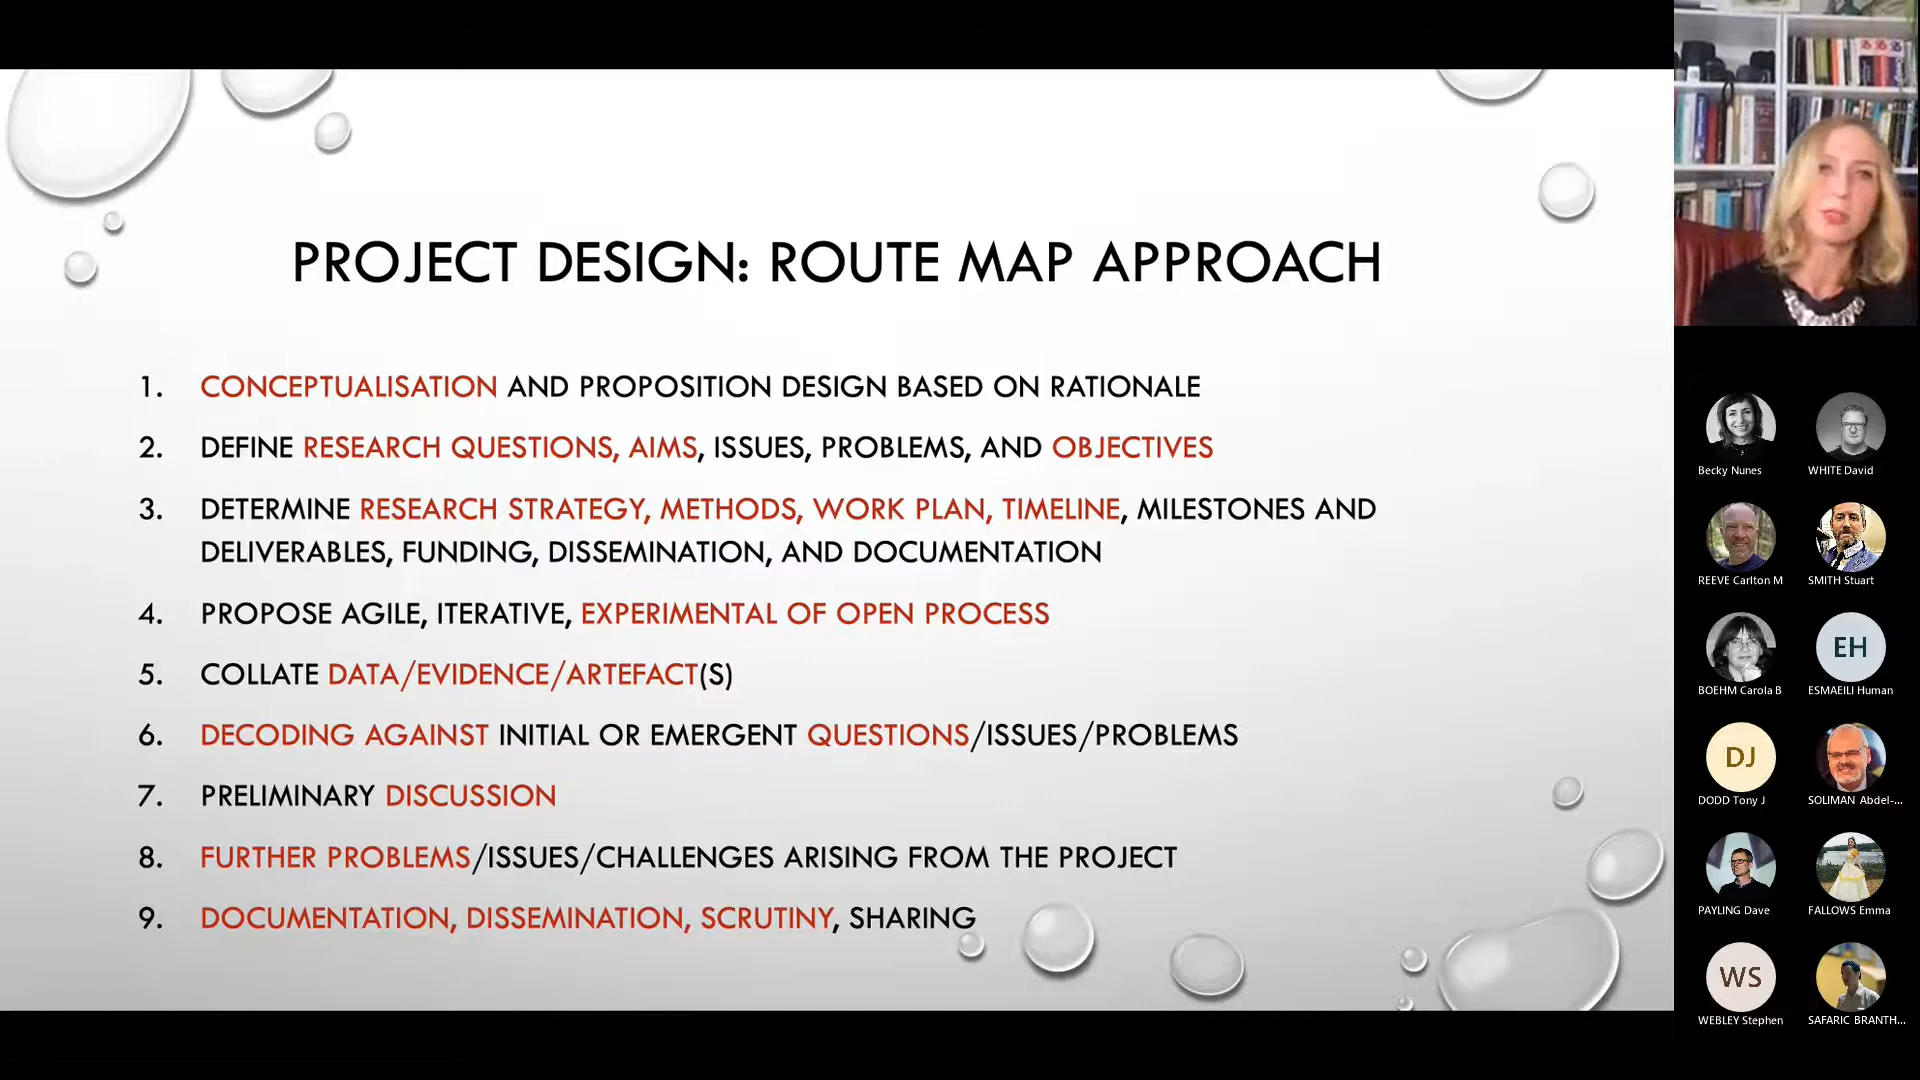 PROJECT DESIGN: ROUTE MAP APPROACH
1. CONCEPTUALISATION AND PROPOSITION DESIGN BASED ON RATIONALE
2. DEFINE RESEARCH QUESTIONS, AIMS, ISSUES, PROBLEMS, AND OBJECTIVES
3. DETERMINE RESEARCH STRATEGY, METHODS, WORK PLAN, TIMELINE, MILESTONES AND
DELIVERABLES, FUNDING, DISSEMINATION, AND DOCUMENTATION
4. PROPOSE AGILE, ITERATIVE, EXPERIMENTAL OF OPEN PROCESS
5. COLLATE DATA/EVIDENCE/ARTEFACT(S)
6. DECODING AGAINST INITIAL OR EMERGENT QUESTIONS/ISSUES/PROBLEMS
7. PRELIMINARY DISCUSSION
8. FURTHER PROBLEMS/ISSUES/CHALLENGES ARISING FROM THE PROJECT
9. DOCUMENTATION, DISSEMINATION, SCRUTINY, SHARING
Becky Nunes
WHITE David
REEVE Carlton M
SMITH Stuart
EH
BOEHM Carola B
ESMAEILI Human
DJ
DODD Tony J
SOLIMAN Abdel-...
PAYLING Dave
FALLOWS Emma
WS
WEBLEY Stephen
SAFARIC BRANTH...